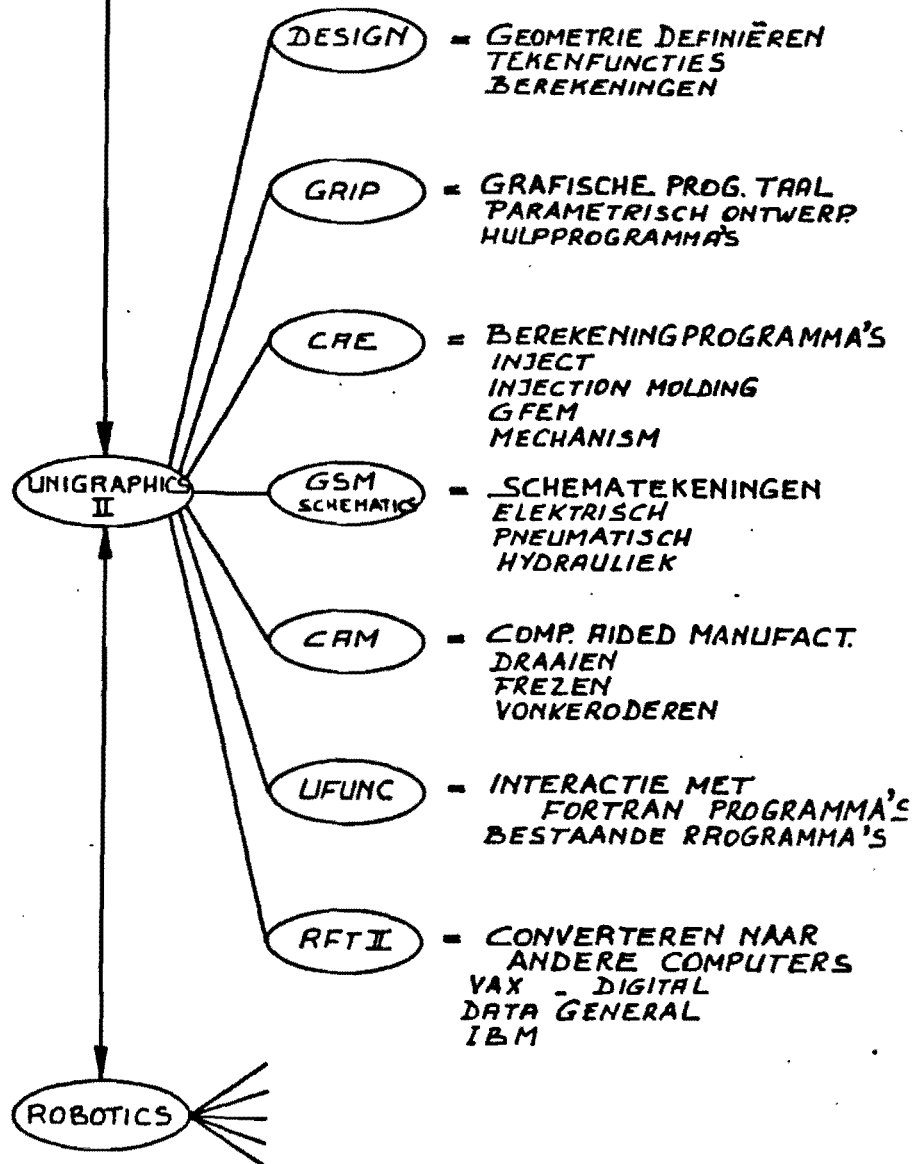 DESIGN = GEOMETRIE DEFINIËREN
TEKENFUNCTIES
BEREKENINGEN
GRIP = GRAFISCHE PROG. TAAL
PARAMETRISCH ONTWERP.
HULPPROGRAMMA'S
CAE = BEREKENINGPROGRAMMA'S
INJECT
INJECTION MOLDING
GFEM
MECHANISM
UNIGRAPHICS
II
GSM
SCHEMATICS
= SCHEMATEKENINGEN
ELEKTRISCH
PNEUMATISCH
HYDRAULIEK
CAM = COMP. AIDED MANUFACT.
DRAAIEN
FREZEN
VONKERODEREN
UFUNC = INTERACTIE MET
FORTRAN PROGRAMMA'S
BESTAANDE RROGRAMMA'S
RFT II = CONVERTEREN NAAR
ANDERE COMPUTERS
VAX - DIGITAL
DATA GENERAL
IBM
ROBOTICS